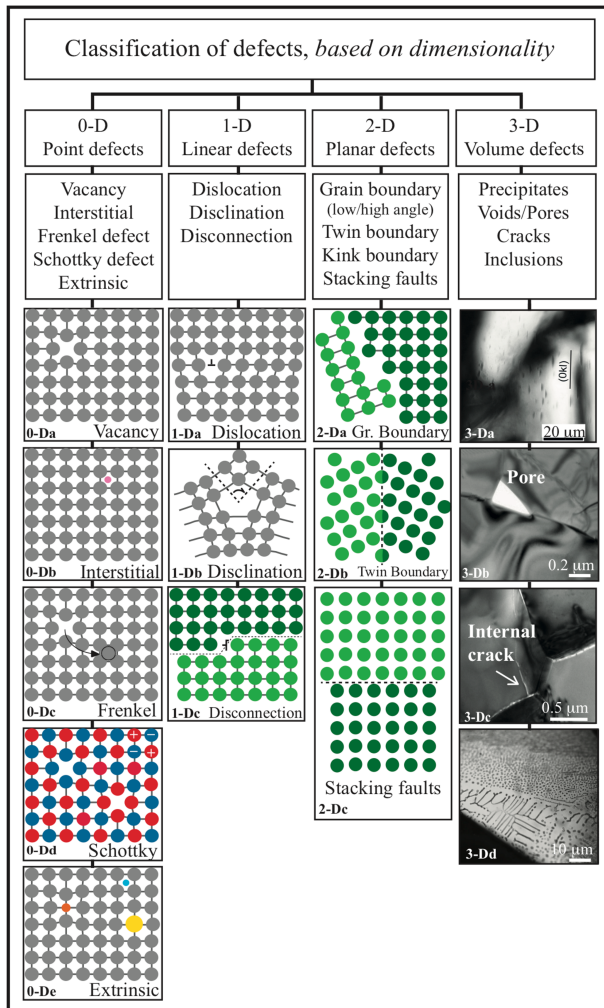 Classification of defects, based on dimensionality
0-D
Point defects
1-D
Linear defects
2-D
Planar defects
3-D
Volume defects
Vacancy
Interstitial
Frenkel defect
Schottky defect
Extrinsic
Dislocation
Disclination
Disconnection
Grain boundary
(low/high angle)
Twin boundary
Kink boundary
Stacking faults
Precipitates
Voids/Pores
Cracks
Inclusions
0-Da Vacancy
1-Da Dislocation
2-Da Gr. Boundary
(0kl)
3-Da 20 µm
0-Db Interstitial
1-Db Disclination
2-Db Twin Boundary
Pore
3-Db 0.2 µm
0-Dc Frenkel
1-Dc Disconnection
Stacking faults
2-Dc
Internal
crack
3-Dc 0.5 µm
+ −
− +
0-Dd Schottky
3-Dd 10 µm
0-De Extrinsic